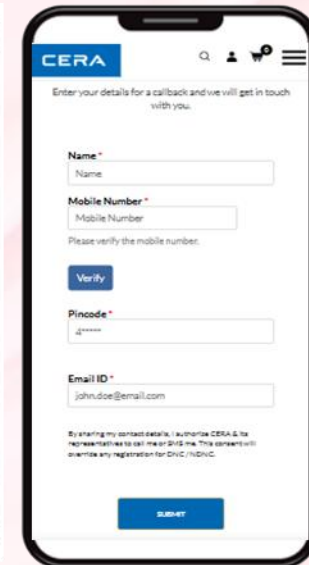 CERA
0
Enter your details for a callback and we will get in touch
with you.
Name *
Name
Mobile Number *
Mobile Number
Please verify the mobile number.
Verify
Pincode *
Email ID *
john.doe@email.com
By sharing my contact details, I authorize CERA & its
representatives to call me or SMS me. This consent will
override any registration for DNC / NDNC.
SUBMIT